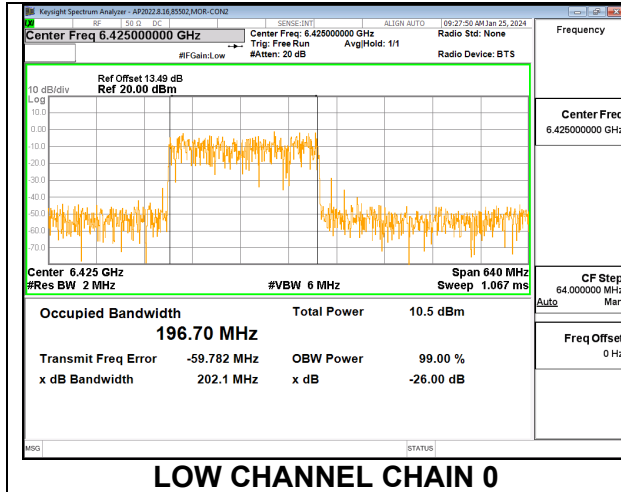 Keysight Spectrum Analyzer - AP2022.8.16,85502,MOR-CON2
RF 50 Ω DC SENSE:INT ALIGN AUTO 09:27:50 AM Jan 25, 2024
Center Freq 6.425000000 GHz
Center Freq: 6.425000000 GHz
Radio Std: None
Trig: Free Run Avg|Hold: 1/1
#IFGain:Low #Atten: 20 dB Radio Device: BTS
Ref Offset 13.49 dB
10 dB/div Ref 20.00 dBm
Log
10.0
0.00
-10.0
-20.0
-30.0
-40.0
-50.0
-60.0
-70.0
Center 6.425 GHz Span 640 MHz
#Res BW 2 MHz #VBW 6 MHz Sweep 1.067 ms
Occupied Bandwidth Total Power 10.5 dBm
196.70 MHz
Transmit Freq Error -59.782 MHz OBW Power 99.00 %
x dB Bandwidth 202.1 MHz x dB -26.00 dB
MSG STATUS
Frequency
Center Freq
6.425000000 GHz
CF Step
64.000000 MHz
Auto Man
Freq Offset
0 Hz
LOW CHANNEL CHAIN 0